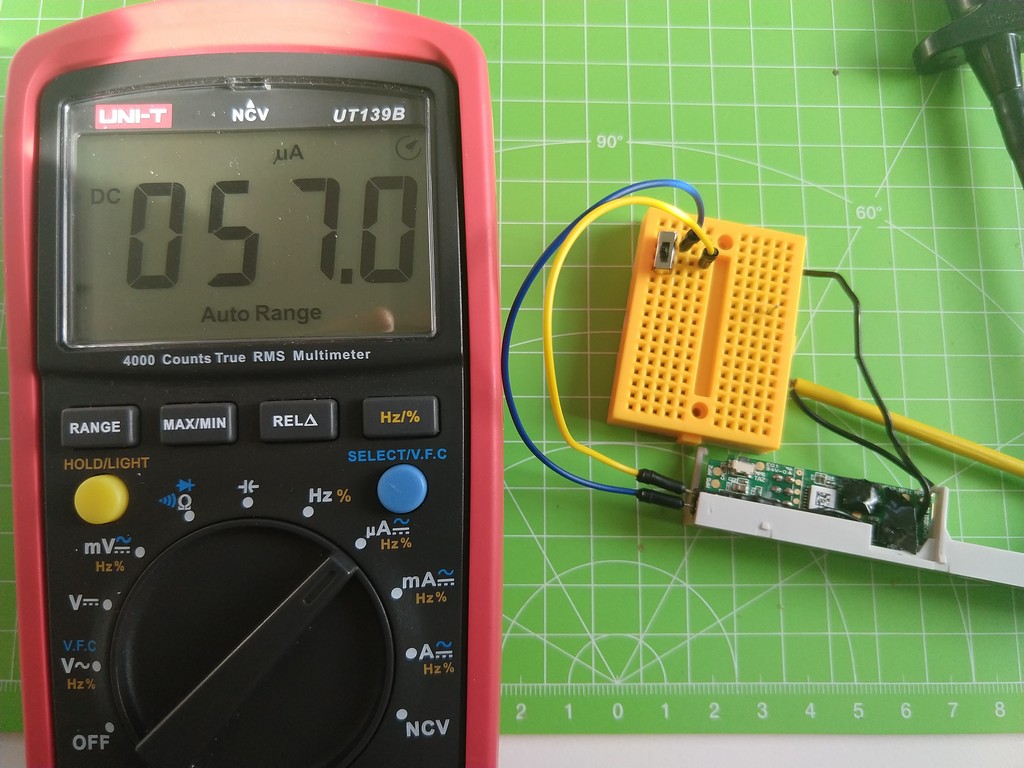 UNI-T
NCV
UT139B
µA
DC
057.0
Auto Range
4000 Counts True RMS Multimeter
RANGE
MAX/MIN
REL△
Hz/%
HOLD/LIGHT
SELECT/V.F.C
Ω
Hz %
mV
Hz%
µA
Hz%
V
mA
Hz%
V.F.C
V~
Hz%
A
Hz%
OFF
NCV
90°
60°
2 1 0 1 2 3 4 5 6 7 8